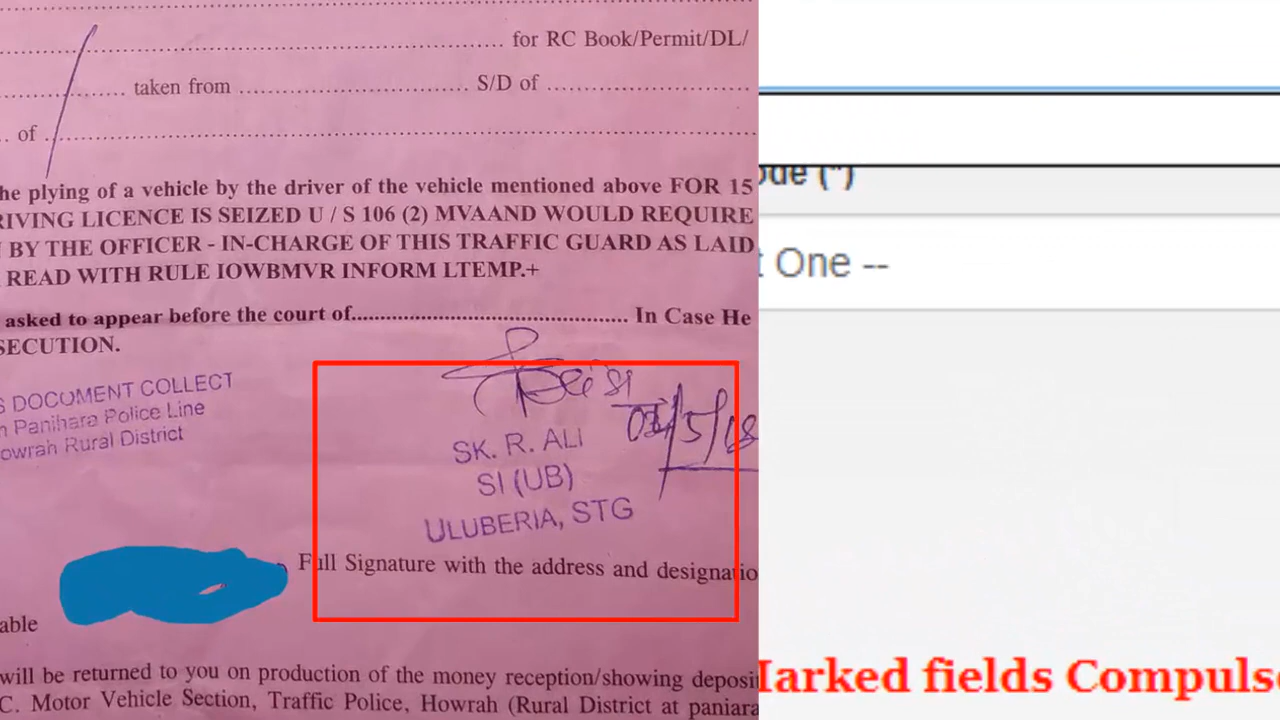 for RC Book/Permit/DL/
taken from S/D of
of
he plying of a vehicle by the driver of the vehicle mentioned above FOR 15
RIVING LICENCE IS SEIZED U / S 106 (2) MVAAND WOULD REQUIRE
BY THE OFFICER - IN-CHARGE OF THIS TRAFFIC GUARD AS LAID
READ WITH RULE IOWBMVR INFORM LTEMP.+
asked to appear before the court of In Case He
SECUTION.
S DOCUMENT COLLECT
n Panihara Police Line
owrah Rural District
SI
/5/18
SK. R. ALI
SI (UB)
ULUBERIA, STG
Full Signature with the address and designatio
able
will be returned to you on production of the money reception/showing deposi
C. Motor Vehicle Section, Traffic Police, Howrah (Rural District at paniara
ode (*)
t One --
Marked fields Compulso